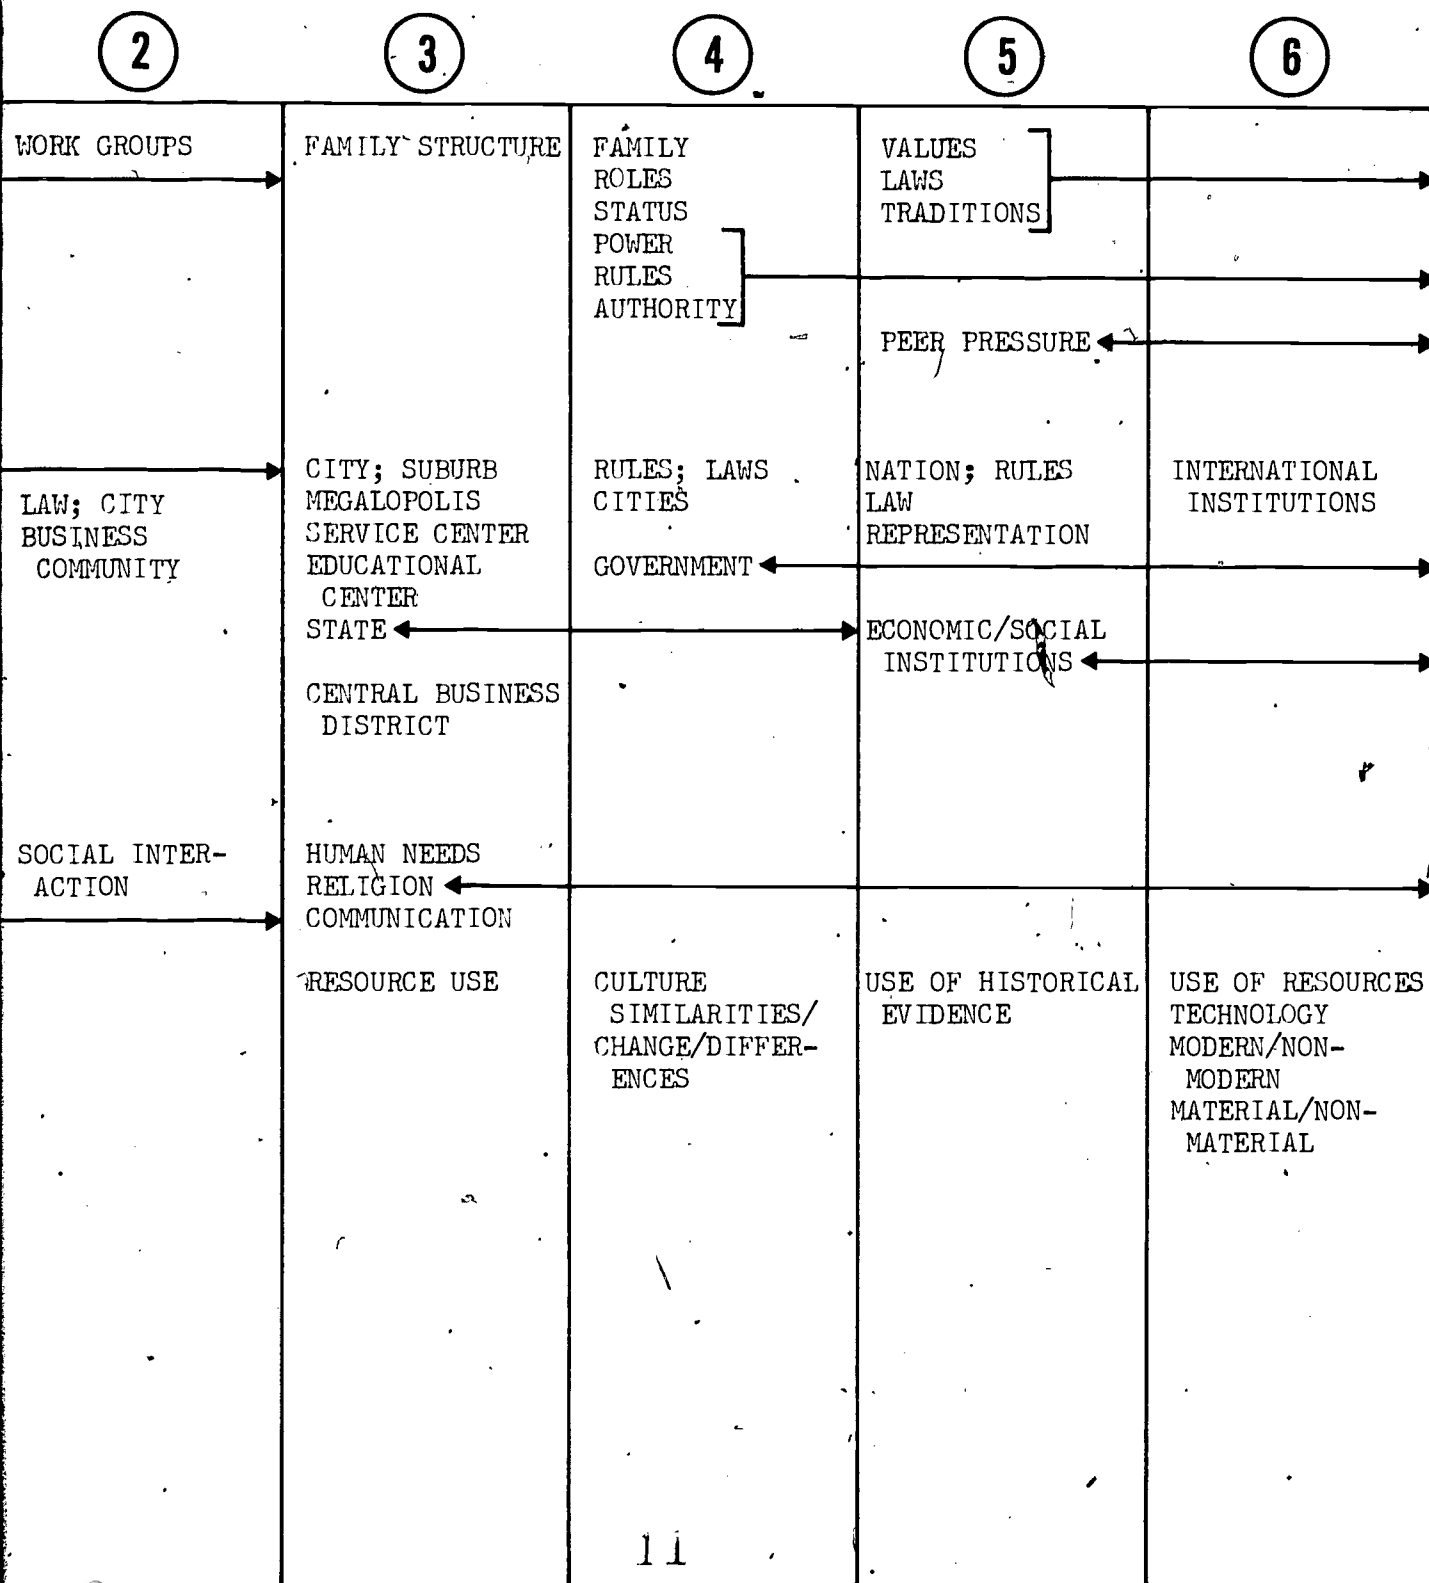 2 3 4 5 6
WORK GROUPS
LAW; CITY
BUSINESS
COMMUNITY
SOCIAL INTER-
ACTION
FAMILY STRUCTURE
CITY; SUBURB
MEGALOPOLIS
SERVICE CENTER
EDUCATIONAL
CENTER
STATE
CENTRAL BUSINESS
DISTRICT
HUMAN NEEDS
RELIGION
COMMUNICATION
RESOURCE USE
FAMILY
ROLES
STATUS
POWER
RULES
AUTHORITY
RULES; LAWS
CITIES
GOVERNMENT
CULTURE
SIMILARITIES/
CHANGE/DIFFER-
ENCES
VALUES
LAWS
TRADITIONS
PEER PRESSURE
NATION; RULES
LAW
REPRESENTATION
ECONOMIC/SOCIAL
INSTITUTIONS
USE OF HISTORICAL
EVIDENCE
INTERNATIONAL
INSTITUTIONS
USE OF RESOURCES
TECHNOLOGY
MODERN/NON-
MODERN
MATERIAL/NON-
MATERIAL
11